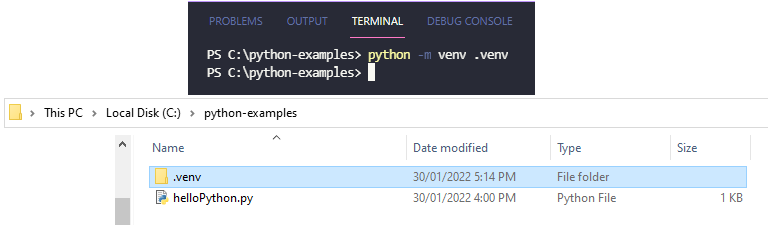 PROBLEMS OUTPUT TERMINAL DEBUG CONSOLE
PS C:\python-examples> python -m venv .venv
PS C:\python-examples>
This PC > Local Disk (C:) > python-examples
Name Date modified Type Size
.venv 30/01/2022 5:14 PM File folder
helloPython.py 30/01/2022 4:00 PM Python File 1 KB